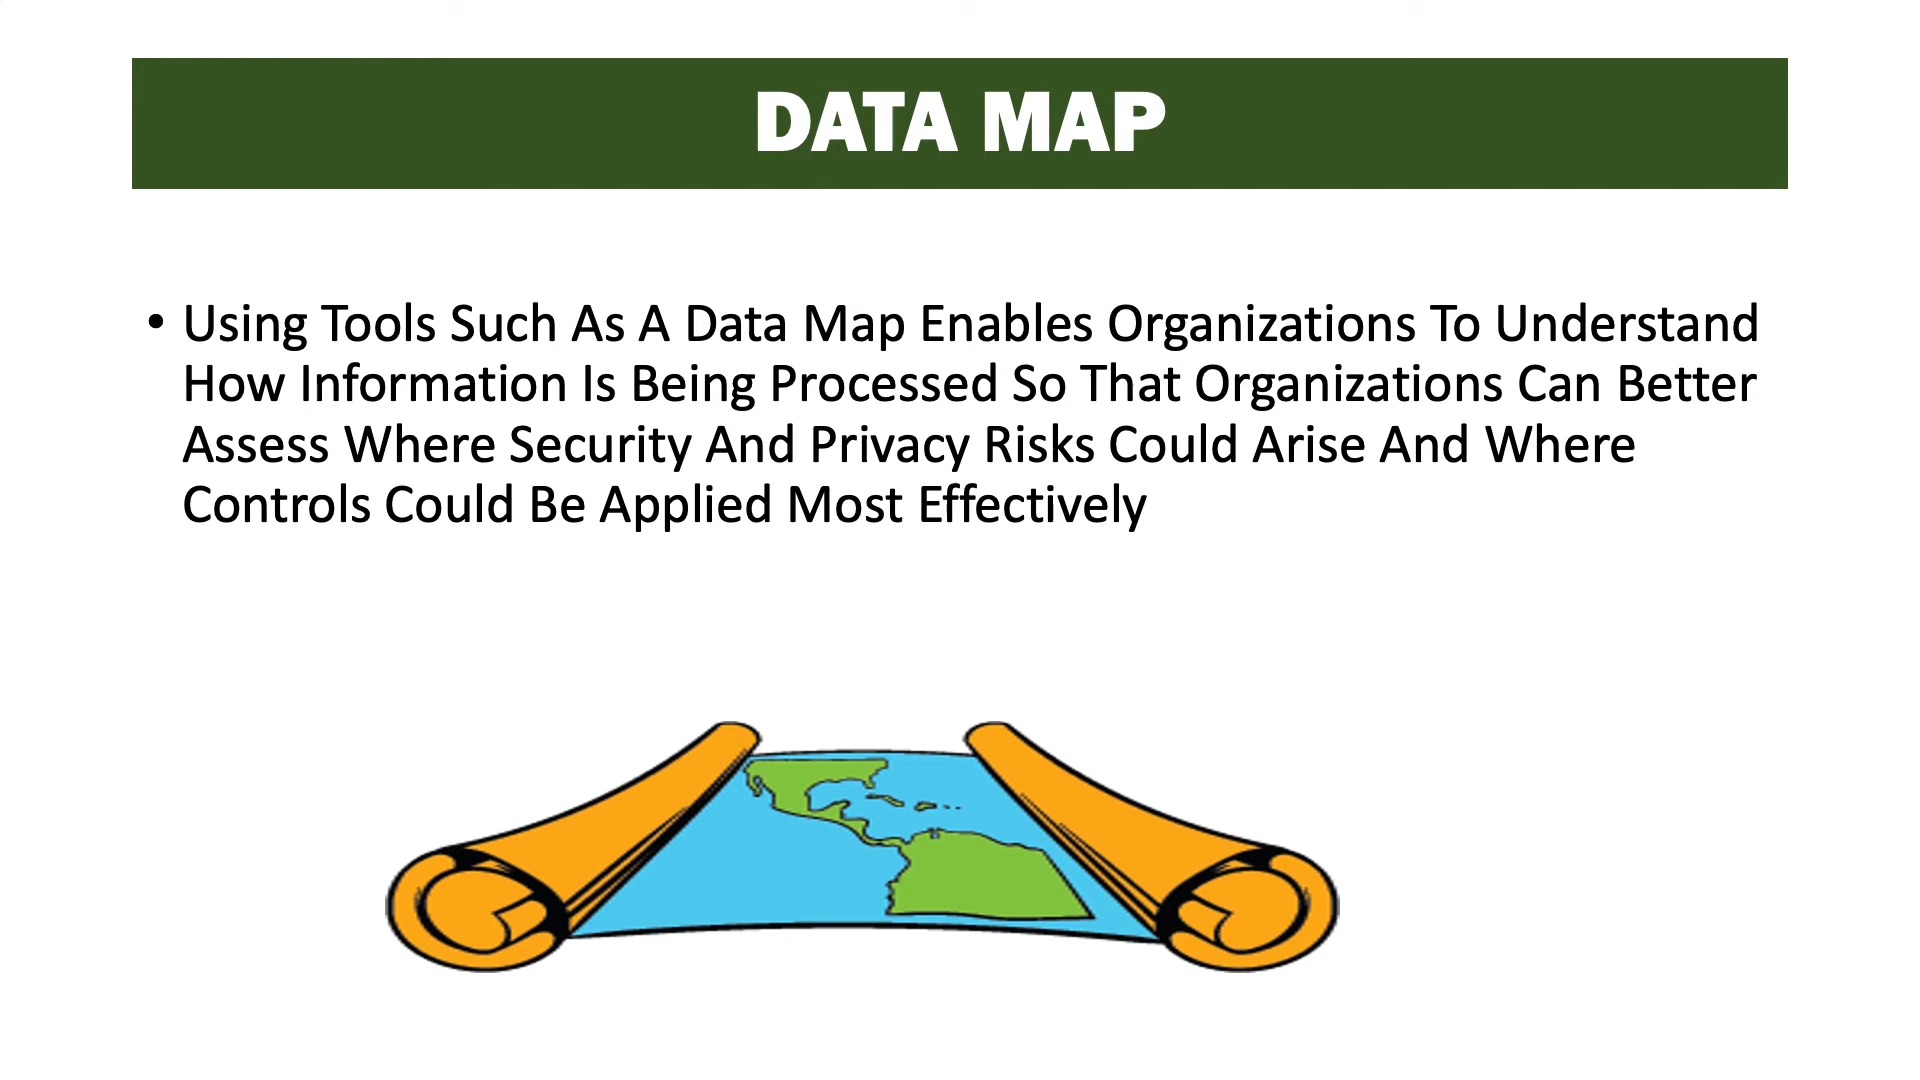 DATA MAP
• Using Tools Such As A Data Map Enables Organizations To Understand
How Information Is Being Processed So That Organizations Can Better
Assess Where Security And Privacy Risks Could Arise And Where
Controls Could Be Applied Most Effectively